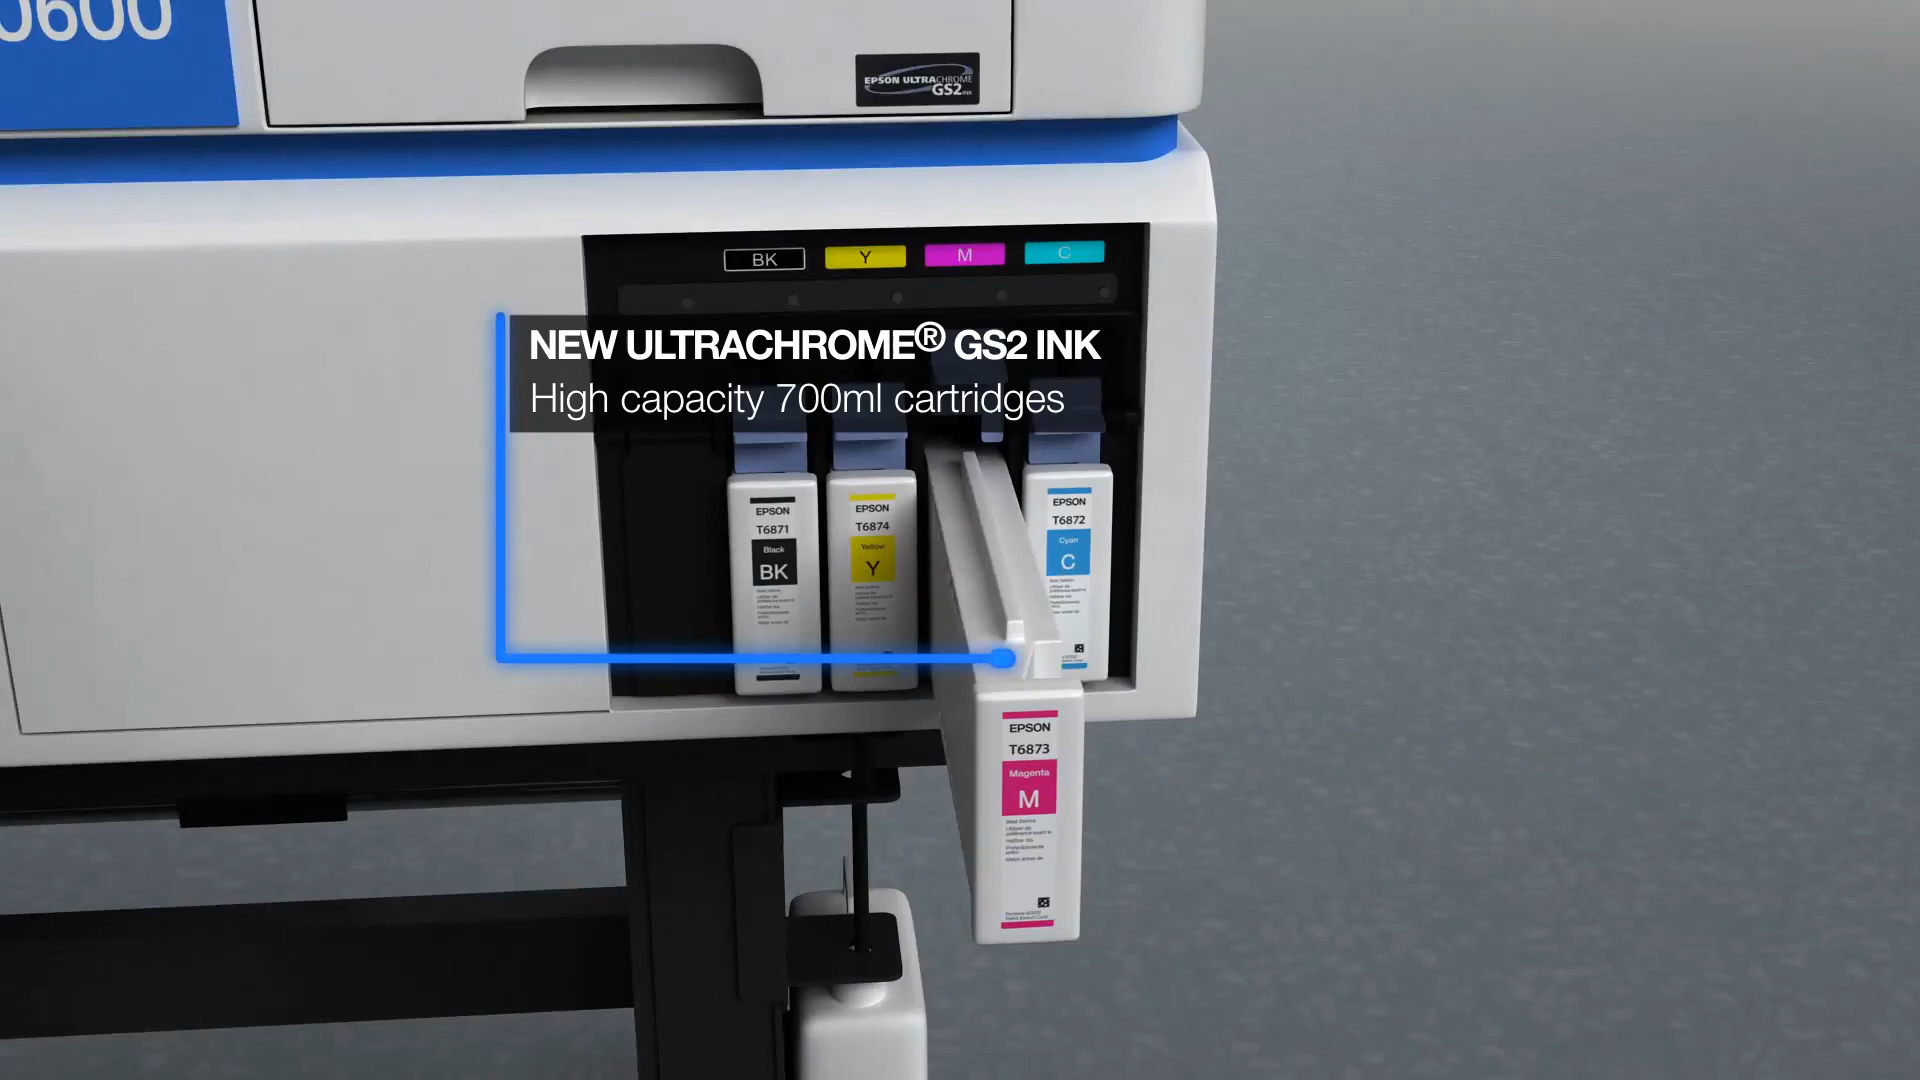 0600
EPSON ULTRACHROME
GS2 INK
BK
Y
M
C
NEW ULTRACHROME® GS2 INK
High capacity 700ml cartridges
EPSON
T6871
Black
BK
EPSON
T6874
Yellow
Y
EPSON
T6872
Cyan
C
EPSON
T6873
Magenta
M